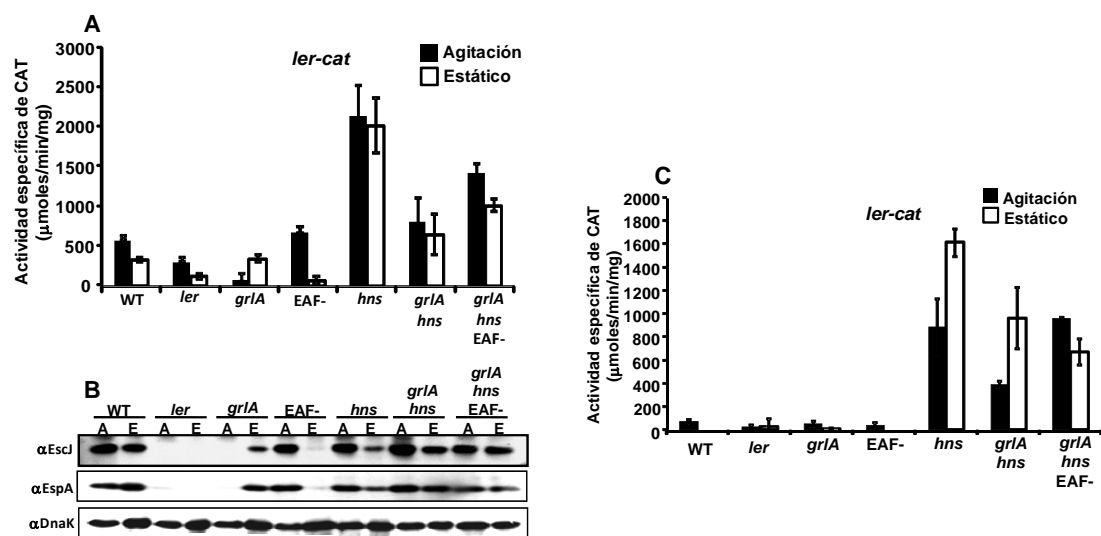 A
ler-cat
Agitación
Estático
Actividad específica de CAT
(µmoles/min/mg)
3000
2500
2000
1500
1000
500
0
WT ler grlA EAF- hns grlA grlA
hns hns
EAF-
B
WT ler grlA EAF- hns grlA hns grlA hns EAF-
A E A E A E A E A E A E A E
αEscJ
αEspA
αDnaK
C
ler-cat
Agitación
Estático
Actividad específica de CAT
(µmoles/min/mg)
2000
1800
1600
1400
1200
1000
800
600
400
200
0
WT ler grlA EAF- hns grlA grlA
hns hns
EAF-